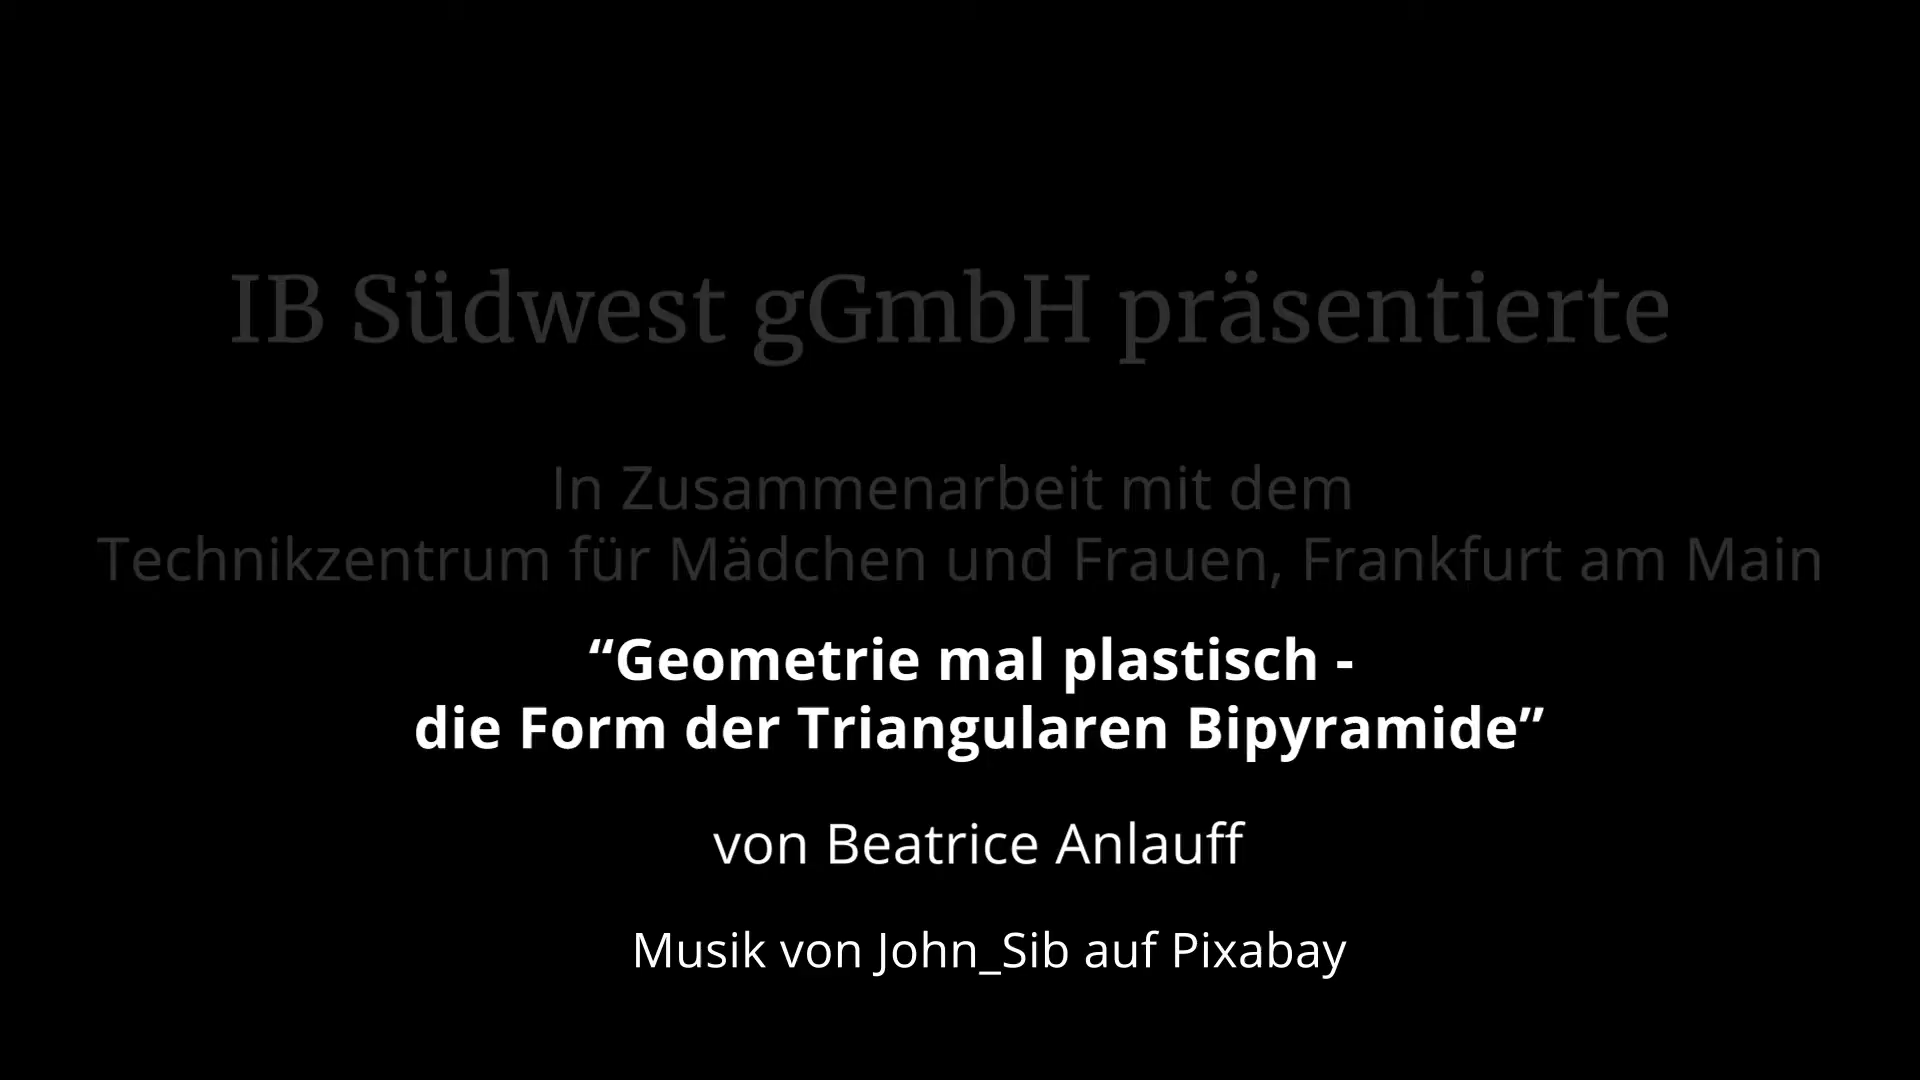 IB Südwest gGmbH präsentierte
In Zusammenarbeit mit dem
Technikzentrum für Mädchen und Frauen, Frankfurt am Main
“Geometrie mal plastisch -
die Form der Triangularen Bipyramide”
von Beatrice Anlauff
Musik von John_Sib auf Pixabay